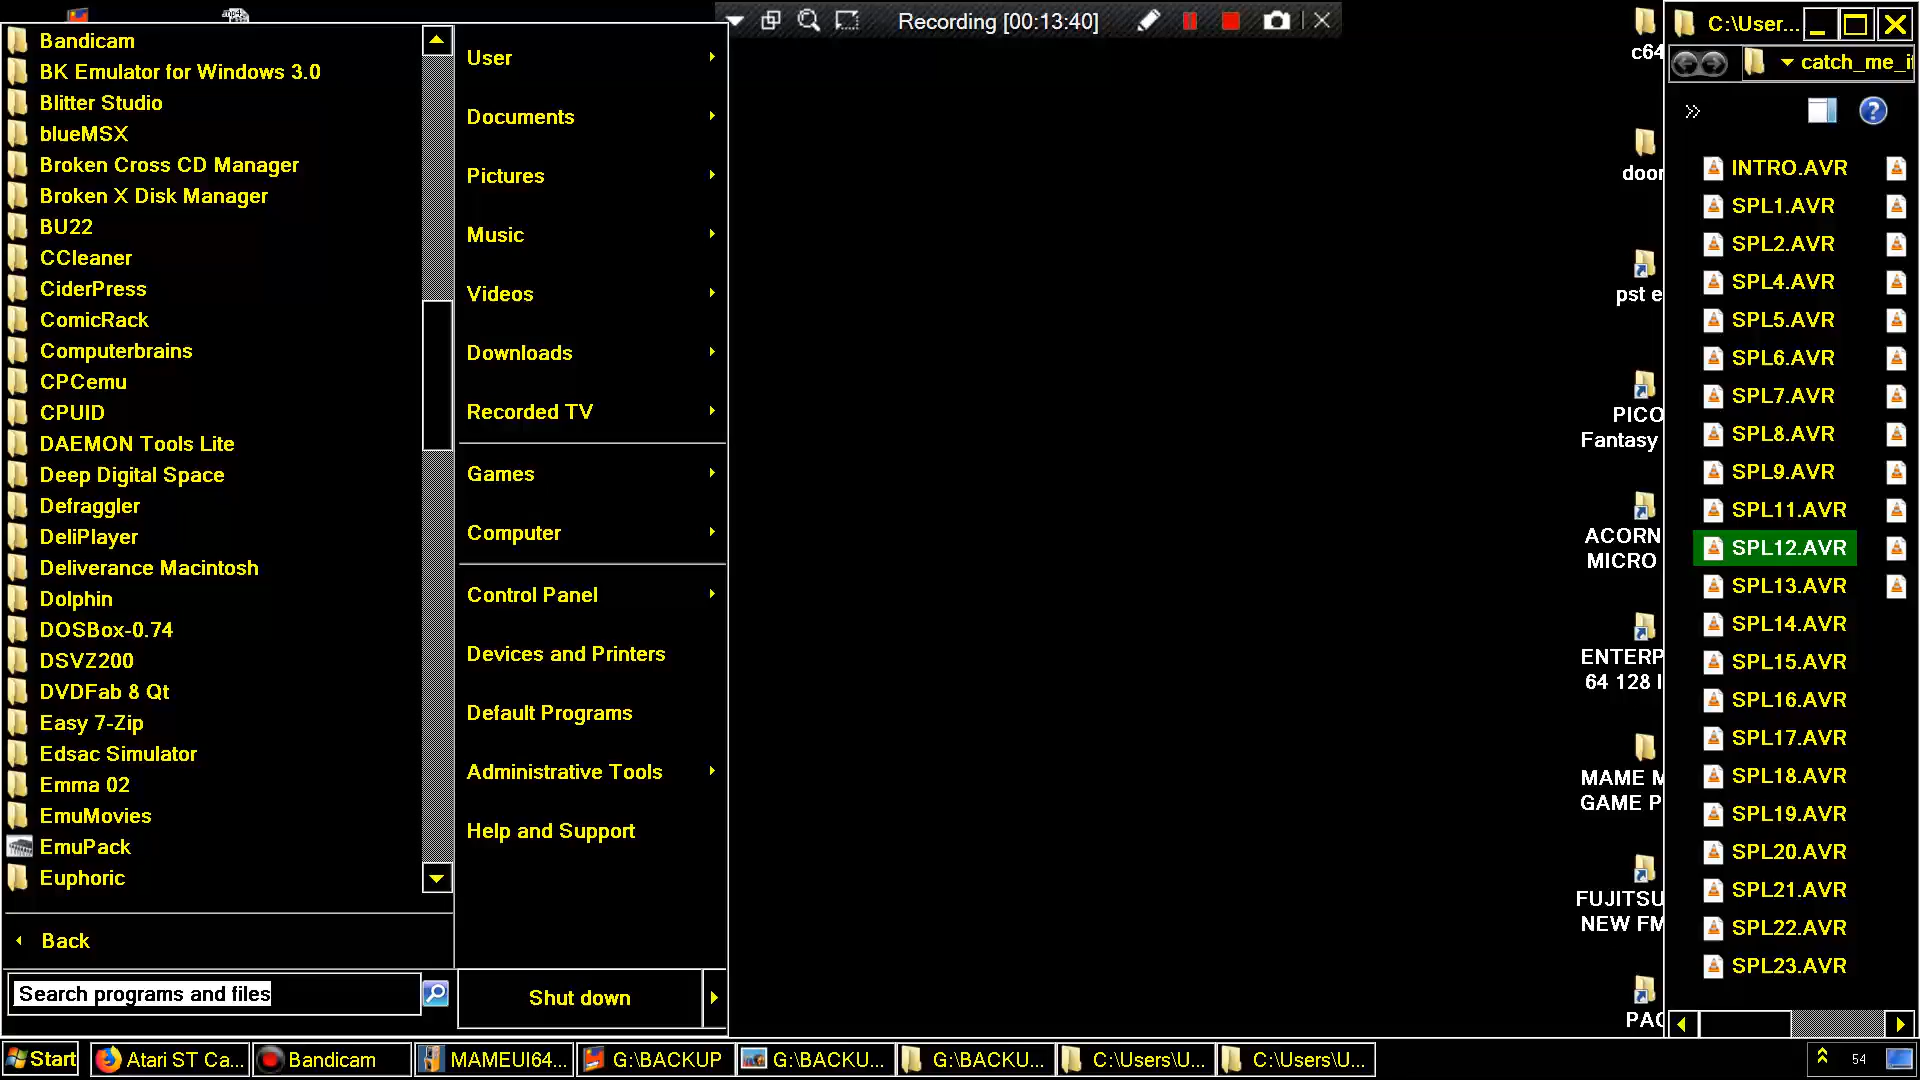 mp4
Recording [00:13:40]
Bandicam
BK Emulator for Windows 3.0
Blitter Studio
blueMSX
Broken Cross CD Manager
Broken X Disk Manager
BU22
CCleaner
CiderPress
ComicRack
Computerbrains
CPCemu
CPUID
DAEMON Tools Lite
Deep Digital Space
Defraggler
DeliPlayer
Deliverance Macintosh
Dolphin
DOSBox-0.74
DSVZ200
DVDFab 8 Qt
Easy 7-Zip
Edsac Simulator
Emma 02
EmuMovies
EmuPack
Euphoric
Back
Search programs and files
User
Documents
Pictures
Music
Videos
Downloads
Recorded TV
Games
Computer
Control Panel
Devices and Printers
Default Programs
Administrative Tools
Help and Support
Shut down
c64
door
pst e
PICO
Fantasy
ACORN
MICRO
ENTERP
64 128 I
MAME M
GAME P
FUJITSU
NEW FM
PAC
C:\User...
catch_me_i
INTRO.AVR
SPL1.AVR
SPL2.AVR
SPL4.AVR
SPL5.AVR
SPL6.AVR
SPL7.AVR
SPL8.AVR
SPL9.AVR
SPL11.AVR
SPL12.AVR
SPL13.AVR
SPL14.AVR
SPL15.AVR
SPL16.AVR
SPL17.AVR
SPL18.AVR
SPL19.AVR
SPL20.AVR
SPL21.AVR
SPL22.AVR
SPL23.AVR
Start
Atari ST Ca...
Bandicam
MAMEUI64...
G:\BACKUP
G:\BACKU...
G:\BACKU...
C:\Users\U...
C:\Users\U...
54